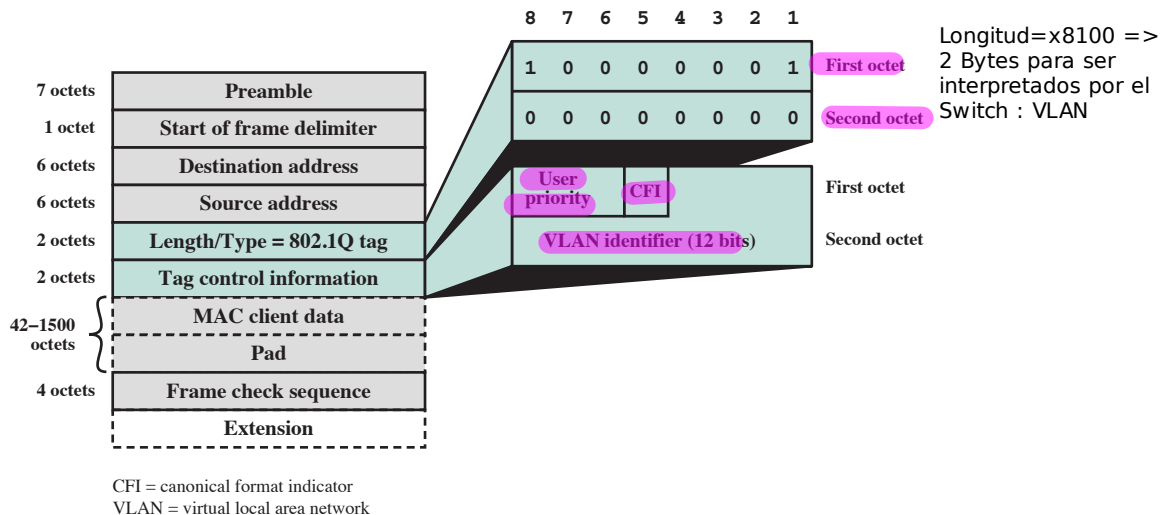 8 7 6 5 4 3 2 1
1 0 0 0 0 0 0 1 First octet
0 0 0 0 0 0 0 0 Second octet
Longitud=x8100 =>
2 Bytes para ser
interpretados por el
Switch : VLAN
7 octets Preamble
1 octet Start of frame delimiter
6 octets Destination address
6 octets Source address
2 octets Length/Type = 802.1Q tag
2 octets Tag control information
42–1500
octets
MAC client data
Pad
4 octets Frame check sequence
Extension
User
priority
CFI
First octet
VLAN identifier (12 bits) Second octet
CFI = canonical format indicator
VLAN = virtual local area network